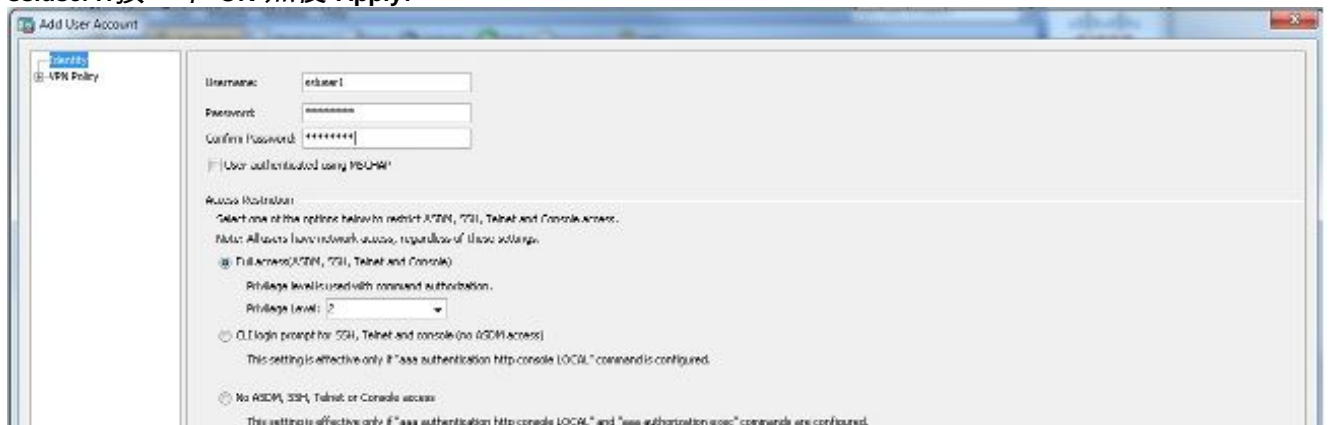 OK Apply.
Add User Account
Identity
VPN Policy
Username:
Password: ********
Confirm Password: ********
User authenticated using MSCHAP
Access Restriction
Select one of the options below to restrict ASDM, SSH, Telnet and Console access.
Note: All users have network access, regardless of these settings.
Full access(ASDM, SSH, Telnet and Console)
Privilege level is used with command authorization.
Privilege Level: 2
CLI login prompt for SSH, Telnet and console (no ASDM access)
This setting is effective only if "aaa authentication http console LOCAL" command is configured.
No ASDM, SSH, Telnet or Console access
This setting is effective only if "aaa authentication http console LOCAL" and "aaa authorization exec" commands are configured.